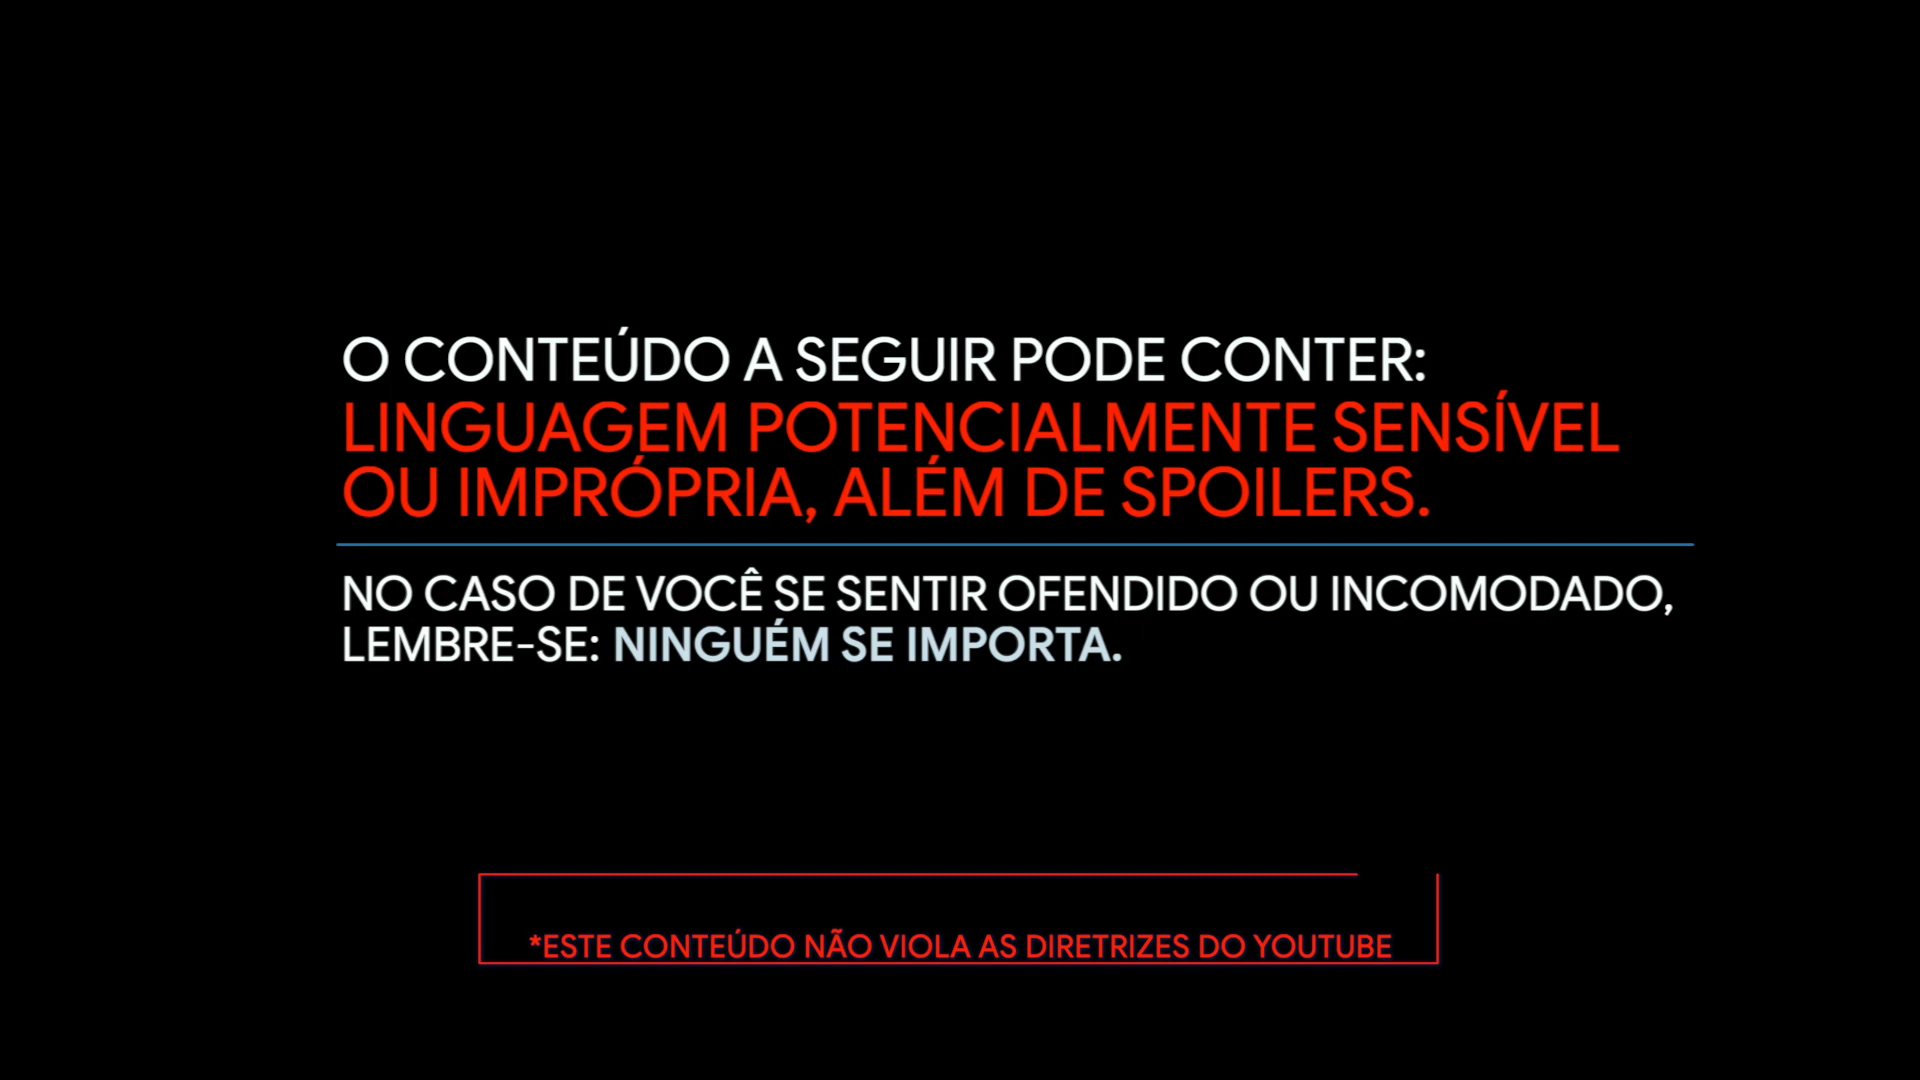 O CONTEÚDO A SEGUIR PODE CONTER:
LINGUAGEM POTENCIALMENTE SENSÍVEL
OU IMPRÓPRIA, ALÉM DE SPOILERS.
NO CASO DE VOCÊ SE SENTIR OFENDIDO OU INCOMODADO,
LEMBRE-SE: NINGUÉM SE IMPORTA.
*ESTE CONTEÚDO NÃO VIOLA AS DIRETRIZES DO YOUTUBE